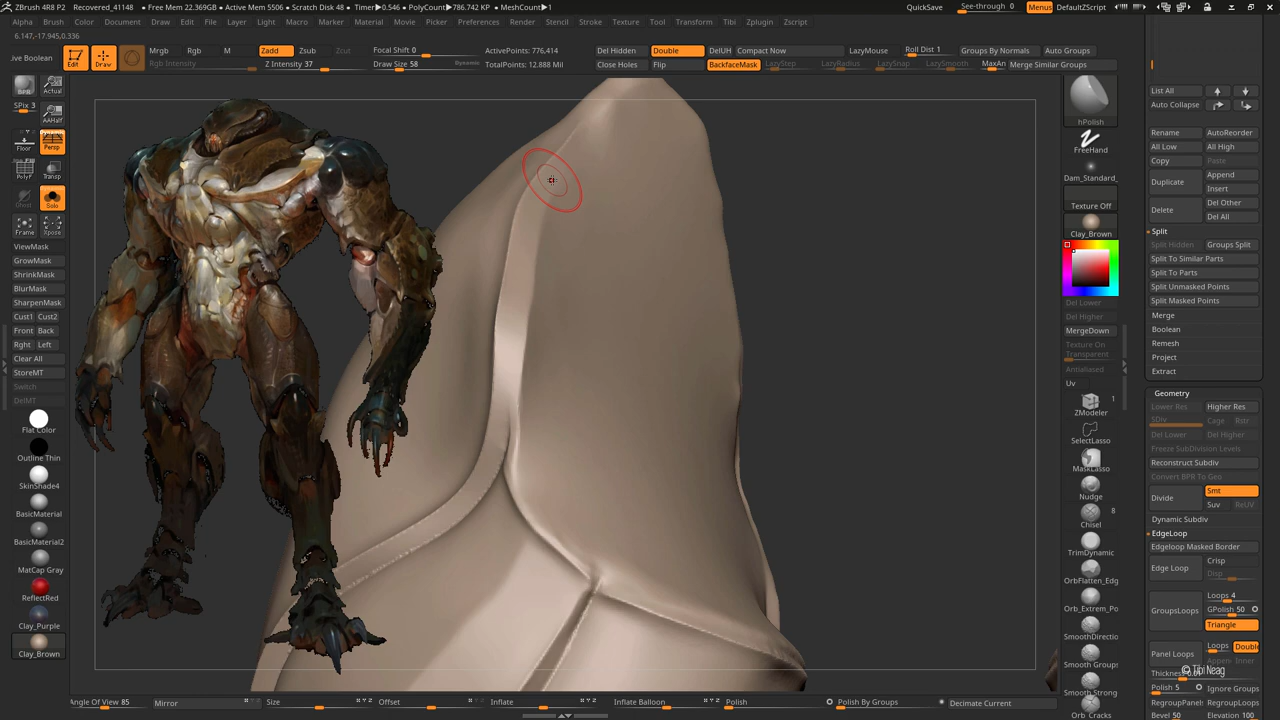 ZBrush 4R8 P2 Recovered_41148 • Free Mem 22.369GB • Active Mem 5506 • Scratch Disk 48 • Timer▶0.546 • PolyCount▶786.742 KP • MeshCount▶1
QuickSave See-through 0 Menus DefaultZScript
Alpha Brush Color Document Draw Edit File Layer Light Macro Marker Material Movie Picker Preferences Render Stencil Stroke Texture Tool Transform Tibi Zplugin Zscript
6.147,-17.945,0.336
ive Boolean Edit Draw
Mrgb Rgb M Zadd Zsub Zcut Focal Shift 0 ActivePoints: 776,414 Del Hidden Double DelUH Compact Now LazyMouse Roll Dist 1 Groups By Normals Auto Groups
Rgb Intensity Z Intensity 37 Draw Size 58 Dynamic TotalPoints: 12.888 Mil Close Holes Flip BackfaceMask LazyStep LazyRadius LazySnap LazySmooth MaxAn Merge Similar Groups
BPR
Actual
SPix 3
AAHalf
Dynamic
Floor
Persp
PolyF
Transp
Ghost
Solo
Frame
Xpose
ViewMask
GrowMask
ShrinkMask
BlurMask
SharpenMask
Cust1 Cust2
Front Back
Rght Left
Clear All
StoreMT
Switch
DelMT
Flat Color
Outline Thin
SkinShade4
BasicMaterial
BasicMaterial2
MatCap Gray
ReflectRed
Clay_Purple
Clay_Brown
hPolish
FreeHand
Dam_Standard_
Texture Off
Clay_Brown
Del Lower
Del Higher
MergeDown
Texture On
Transparent
Antialiased
Uv
1
ZModeler
SelectLasso
MaskLasso
Nudge
8
Chisel
TrimDynamic
OrbFlatten_Edg
Orb_Extrem_Po
SmoothDirectio
Smooth Groups
Smooth Strong
Orb_Cracks
List All
Auto Collapse
Rename AutoReorder
All Low All High
Copy Paste
Duplicate Append
Insert
Delete Del Other
Del All
Split
Split Hidden Groups Split
Split To Similar Parts
Split To Parts
Split Unmasked Points
Split Masked Points
Merge
Boolean
Remesh
Project
Extract
Geometry
Lower Res Higher Res
SDiv Cage Rstr
Del Lower Del Higher
Freeze SubDivision Levels
Reconstruct Subdiv
Convert BPR To Geo
Divide Smt
Suv ReUV
Dynamic Subdiv
EdgeLoop
Edgeloop Masked Border
Edge Loop Crisp
Disp
GroupsLoops Loops 4
GPolish 50
Triangle
Panel Loops Loops Double
Append Inner
Thickness 0.01
© Tibi Neag
Polish 5 Ignore Groups
RegroupPanels RegroupLoops
Bevel 50 Elevation 100
Angle Of View 85 Mirror Size Offset Inflate Inflate Balloon Polish Polish By Groups Decimate Current
X Y Z